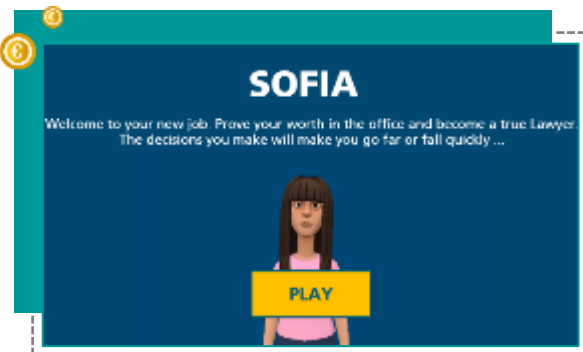 SOFIA
Welcome to your new job. Prove your worth in the office and become a true Lawyer.
The decisions you make will make you go far or fall quickly ...
PLAY